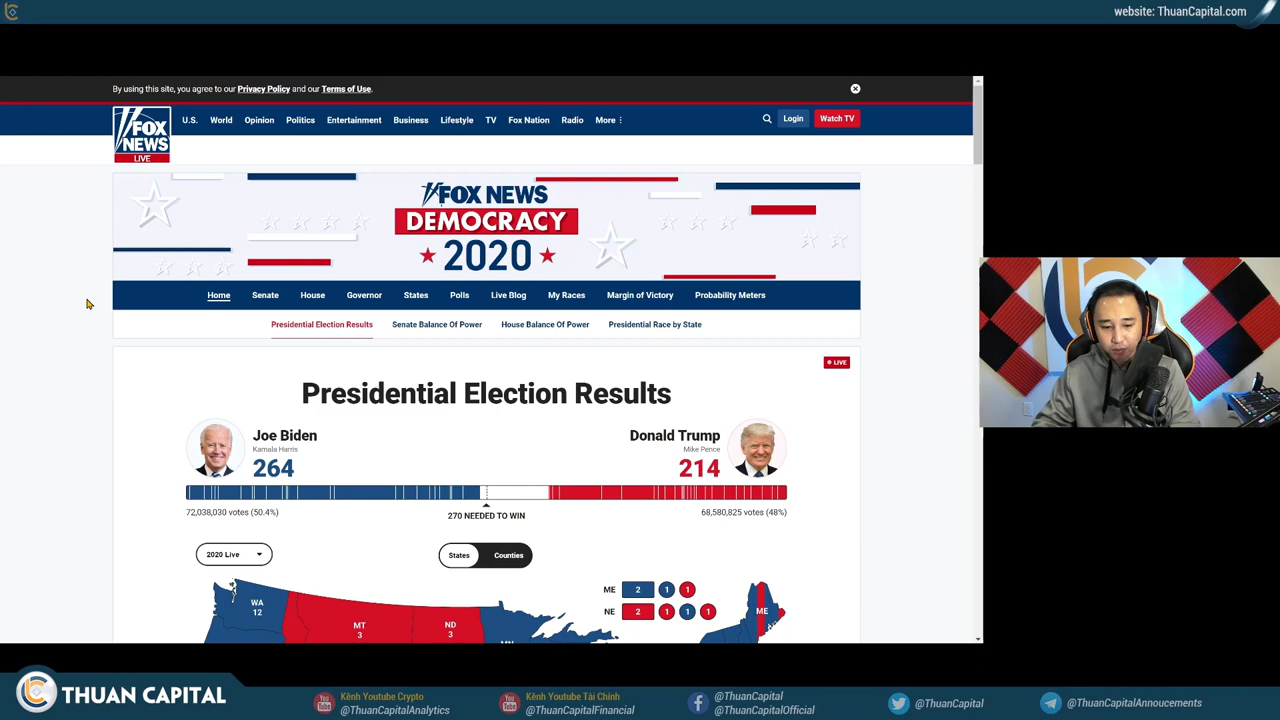 website: ThuanCapital.com
By using this site, you agree to our Privacy Policy and our Terms of Use.
FOX NEWS LIVE
U.S. World Opinion Politics Entertainment Business Lifestyle TV Fox Nation Radio More
Login
Watch TV
FOX NEWS
DEMOCRACY
2020
Home Senate House Governor States Polls Live Blog My Races Margin of Victory Probability Meters
Presidential Election Results Senate Balance Of Power House Balance Of Power Presidential Race by State
LIVE
Presidential Election Results
Joe Biden
Kamala Harris
264
Donald Trump
Mike Pence
214
72,038,030 votes (50.4%)
270 NEEDED TO WIN
68,580,825 votes (48%)
2020 Live
States Counties
ME 2 1 1
NE 2 1 1 1
WA
12
MT
3
ND
3
ME
THUAN CAPITAL
Kênh Youtube Crypto
@ThuanCapitalAnalytics
Kênh Youtube Tài Chính
@ThuanCapitalFinancial
@ThuanCapital
@ThuanCapitalOfficial
@ThuanCapital
@ThuanCapitalAnnoucements